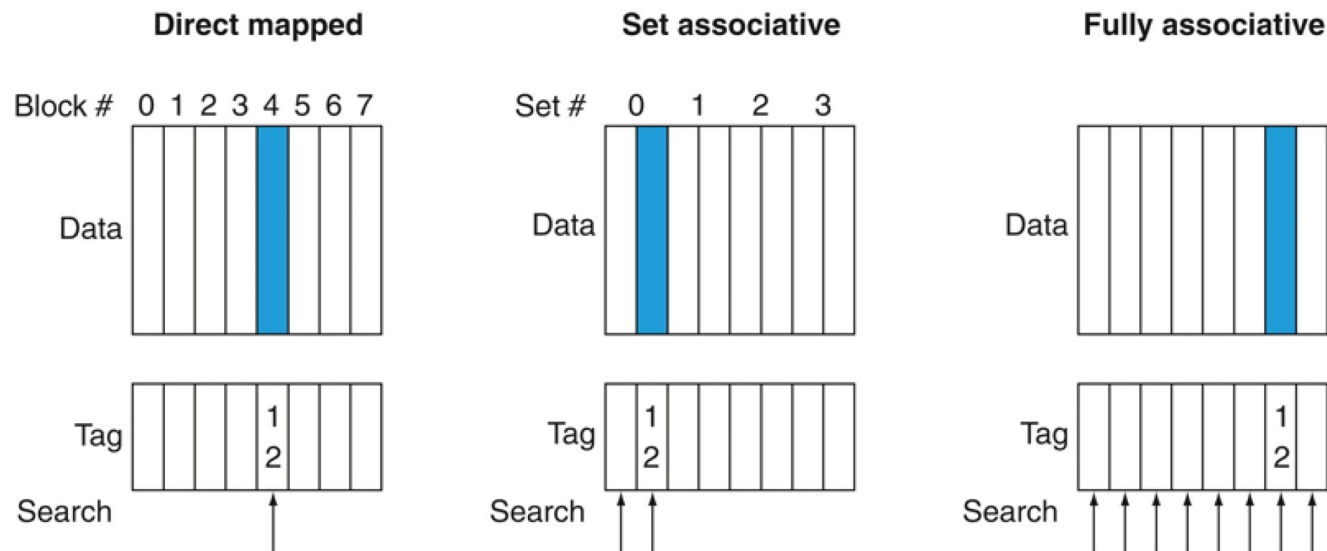 Direct mapped
Set associative
Fully associative
Block # 0 1 2 3 4 5 6 7
Set # 0 1 2 3
Data
Data
Data
Tag
1
2
Tag
1
2
Tag
1
2
Search
Search
Search